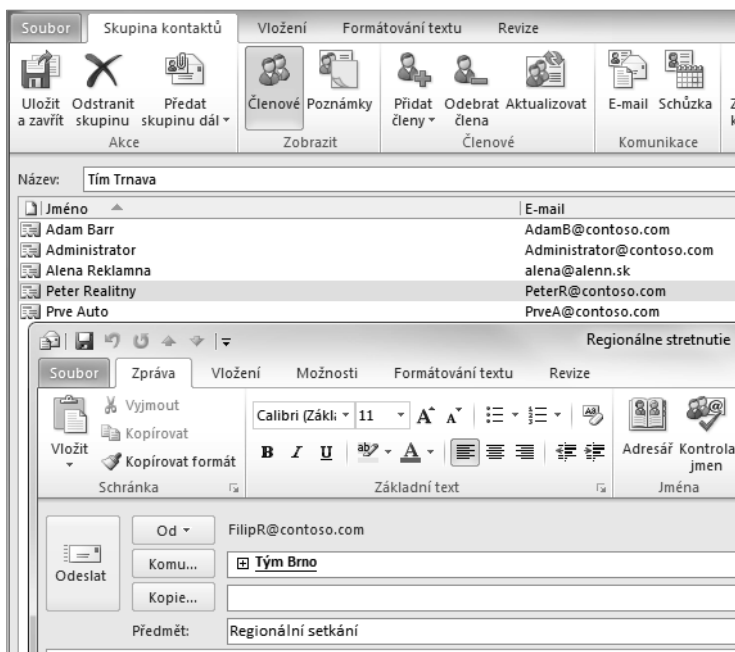 Soubor Skupina kontaktů Vložení Formátování textu Revize
Uložit a zavřít
Odstranit skupinu
Předat skupinu dál
Členové
Poznámky
Přidat členy
Odebrat člena
Aktualizovat
E-mail
Schůzka
Akce Zobrazit Členové Komunikace
Název: Tím Trnava
Jméno E-mail
Adam Barr AdamB@contoso.com
Administrator Administrator@contoso.com
Alena Reklamna alena@alenn.sk
Peter Realitny PeterR@contoso.com
Prve Auto PrveA@contoso.com
Regionálne stretnutie
Soubor Zpráva Vložení Možnosti Formátování textu Revize
Vložit
Vyjmout
Kopírovat
Kopírovat formát
Calibri (Zákl 11
B I U
Adresář
Kontrola jmen
Schránka Základní text Jména
Odeslat
Od FilipR@contoso.com
Komu... Tým Brno
Kopie...
Předmět: Regionální setkání